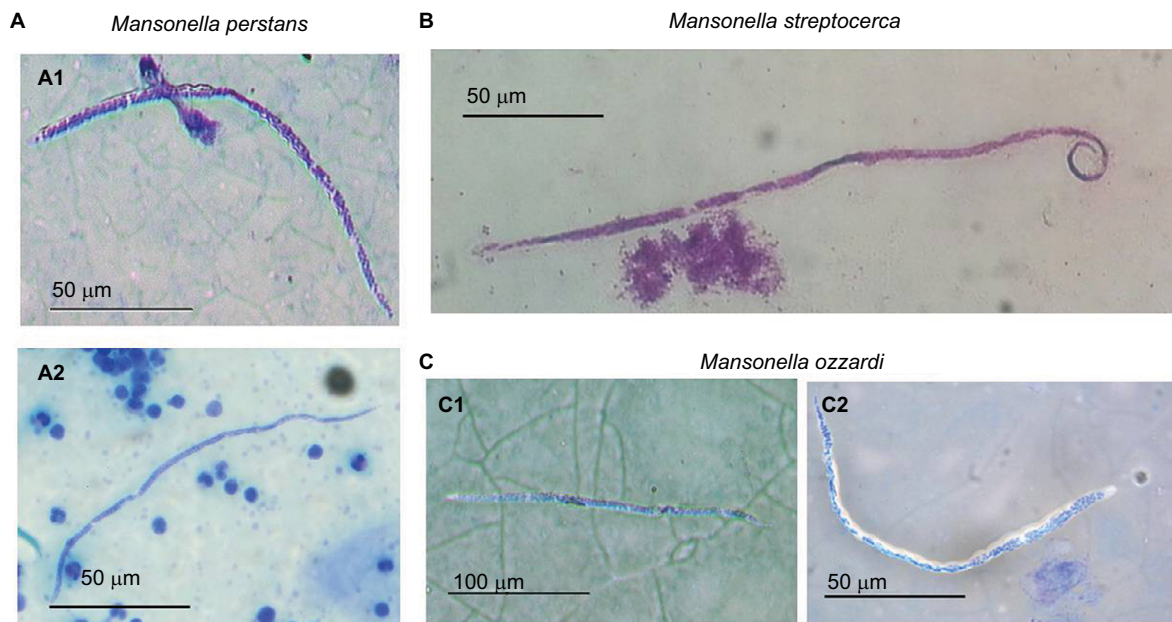 A
Mansonella perstans
A1
50 μm
A2
50 μm
B
Mansonella streptocerca
50 μm
C
Mansonella ozzardi
C1
100 μm
C2
50 μm